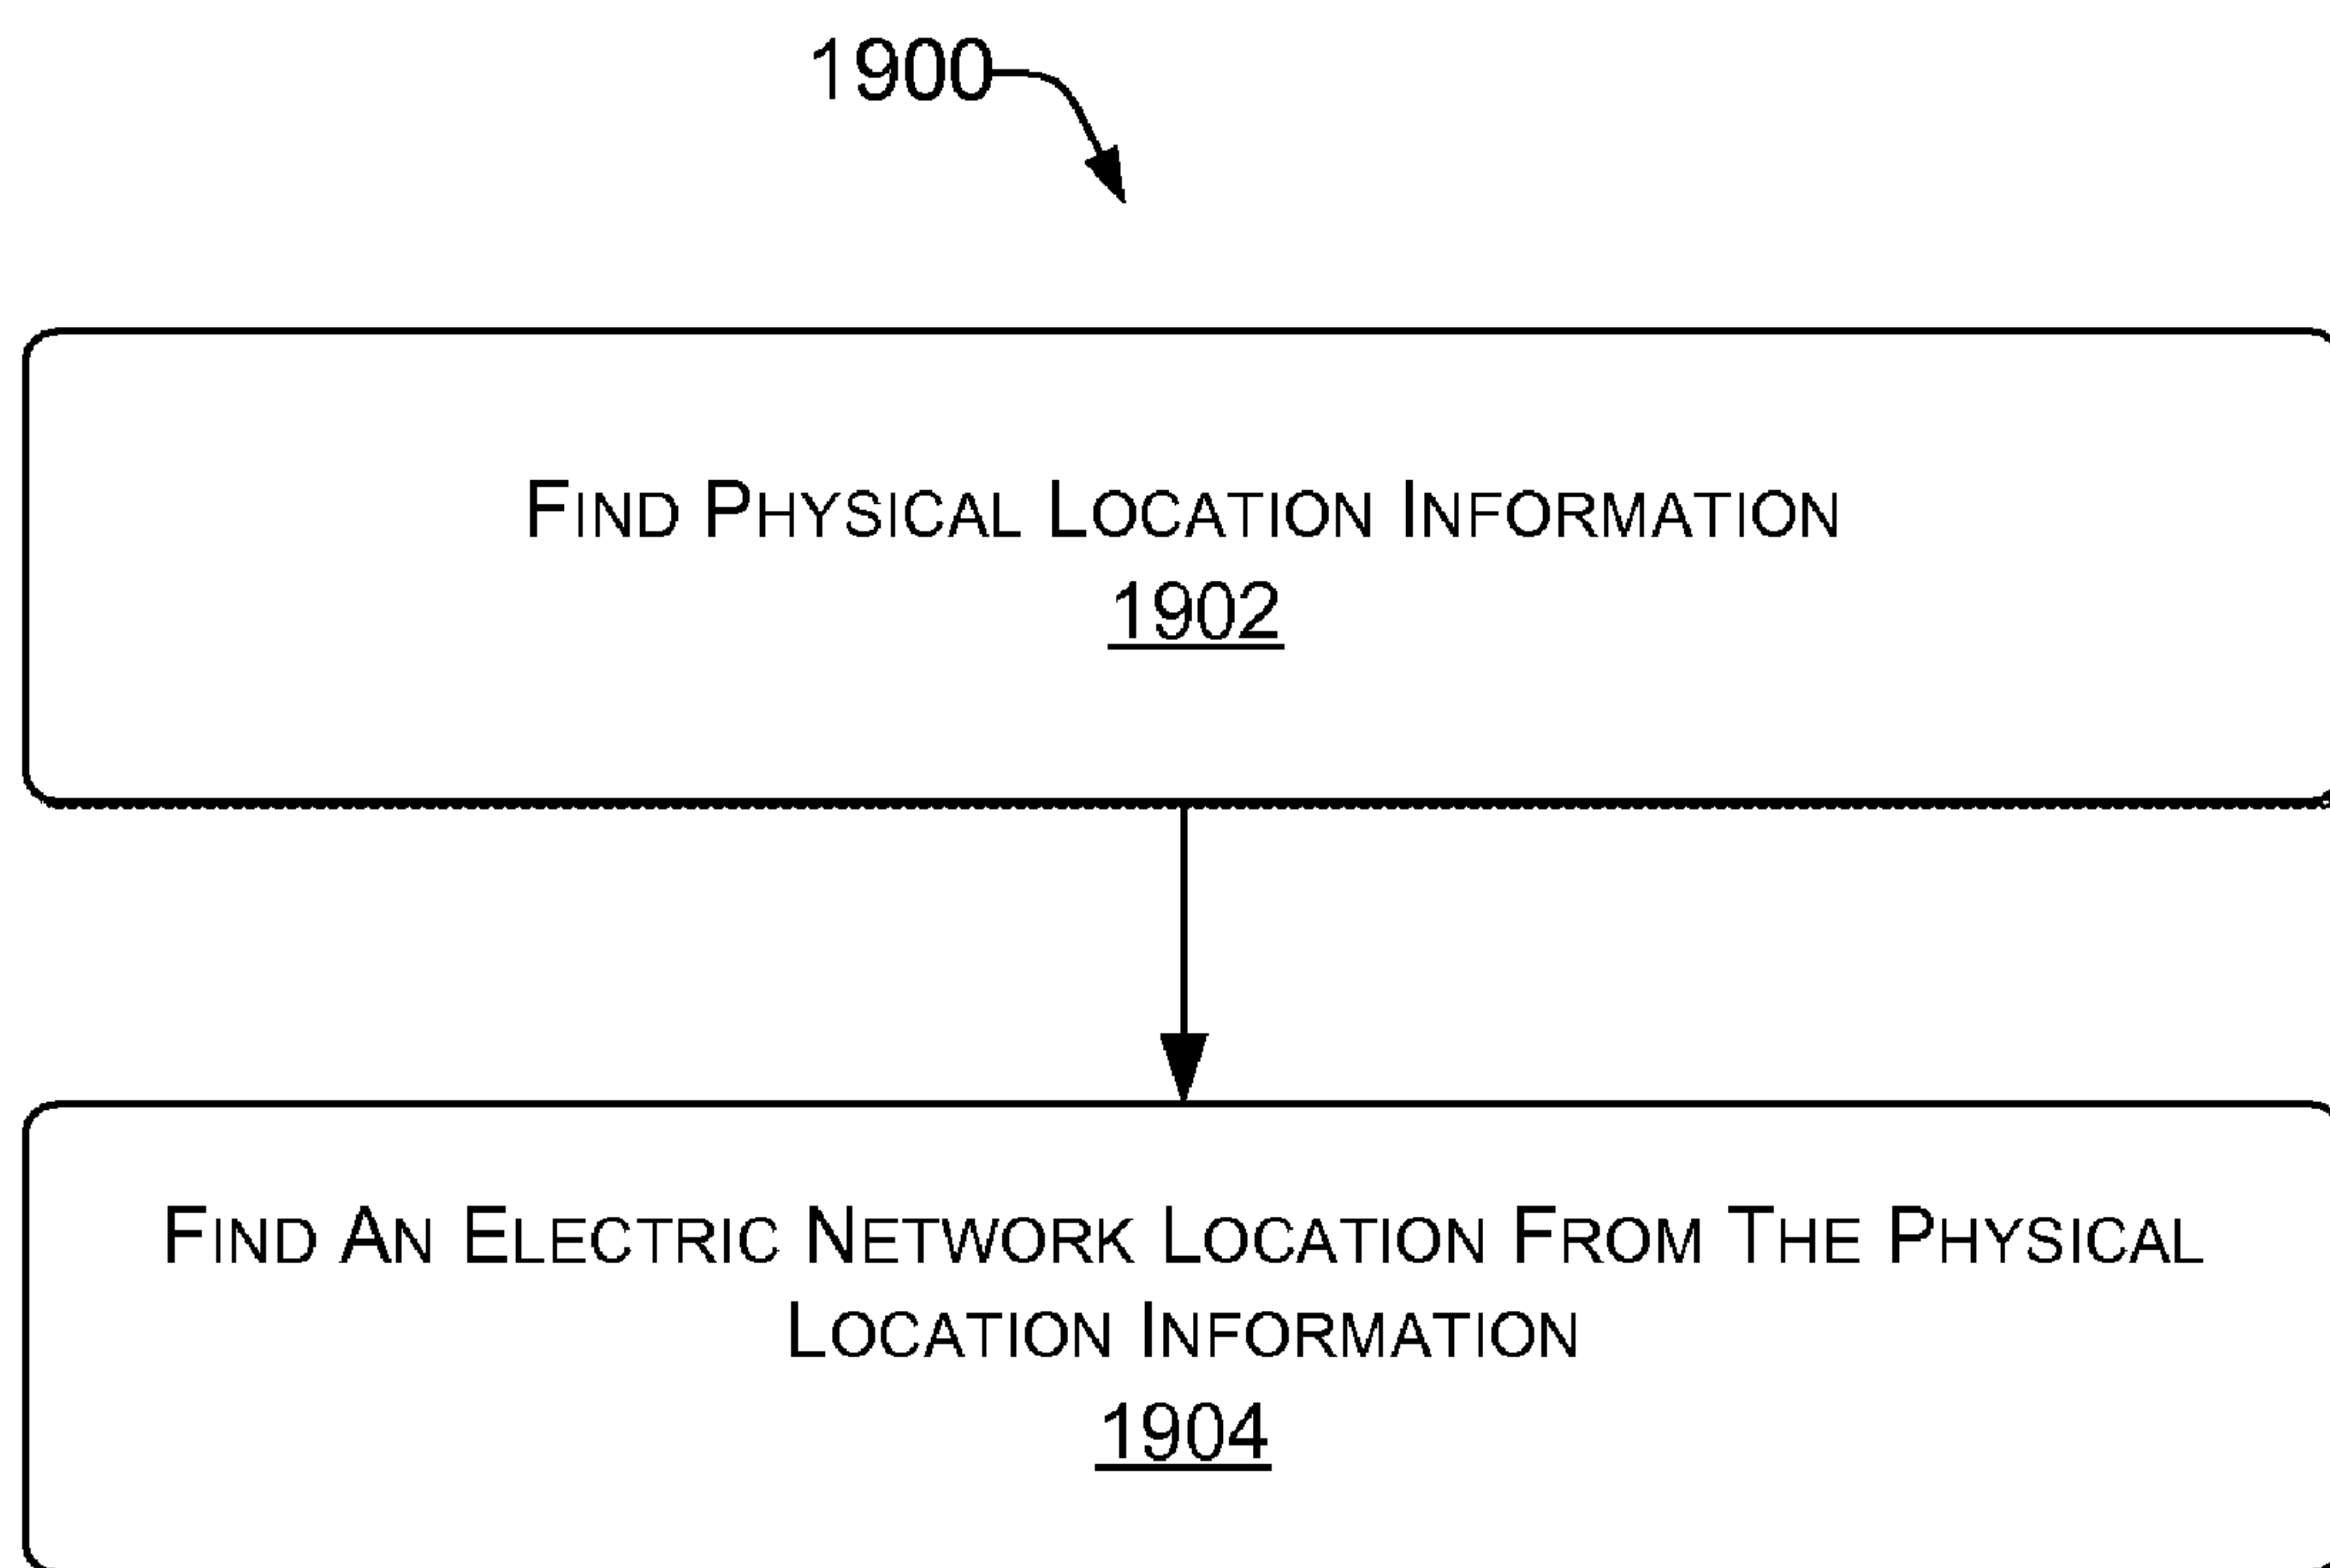 1900
FIND PHYSICAL LOCATION INFORMATION
1902
FIND AN ELECTRIC NETWORK LOCATION FROM THE PHYSICAL
LOCATION INFORMATION
1904